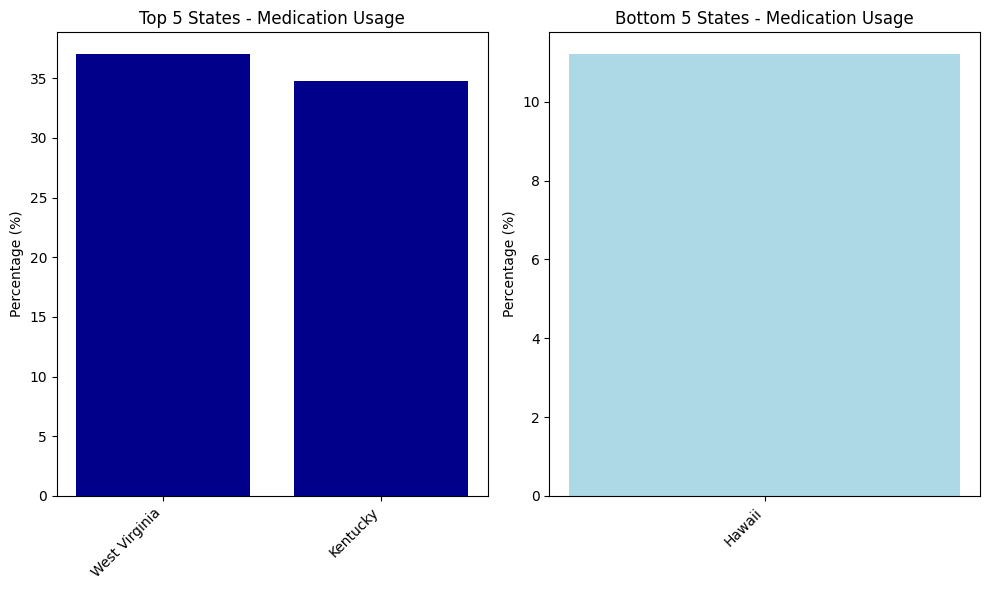 Top 5 States - Medication Usage
Percentage (%)
35
30
25
20
15
10
5
0
West Virginia
Kentucky
Bottom 5 States - Medication Usage
Percentage (%)
10
8
6
4
2
0
Hawaii